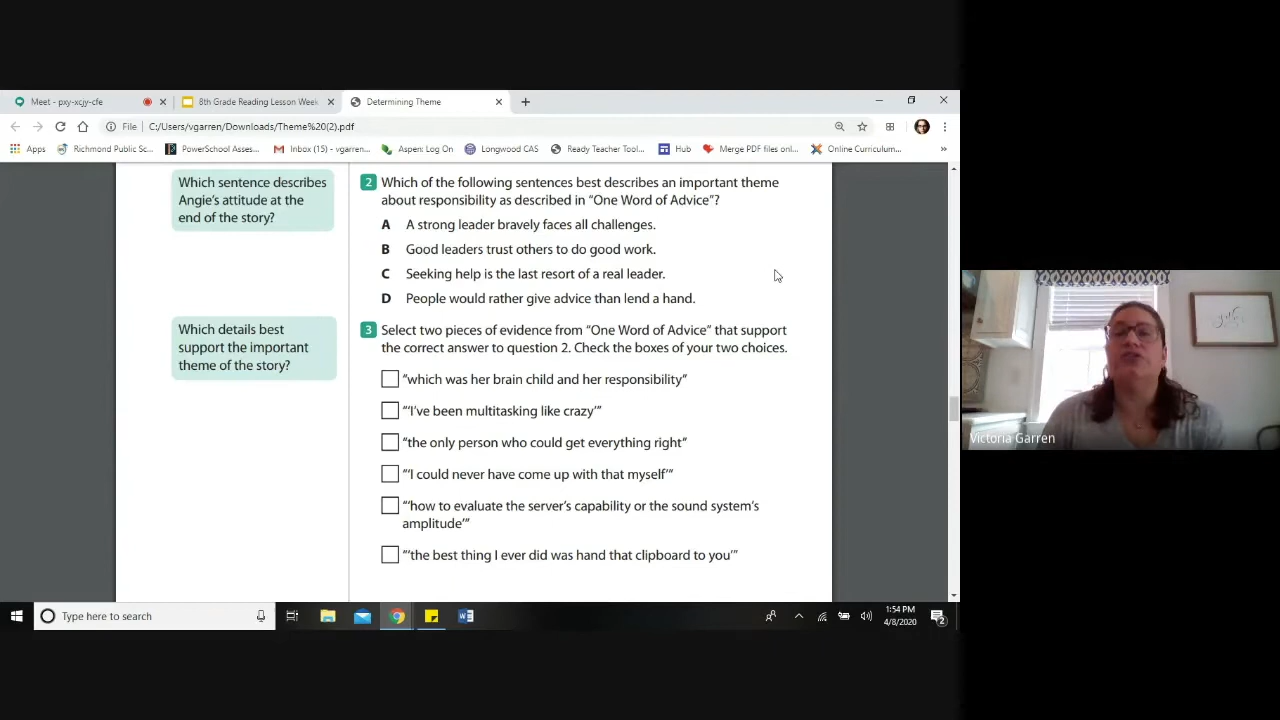 Meet - pxy-xcjy-cfe
8th Grade Reading Lesson Week
Determining Theme
File
C:/Users/vgarren/Downloads/Theme%20(2).pdf
Apps
Richmond Public Sc...
PowerSchool Asses...
Inbox (15) - vgarren...
Aspen: Log On
Longwood CAS
Ready Teacher Tool...
Hub
Merge PDF files onl...
Online Curriculum...
»
Which sentence describes
Angie's attitude at the
end of the story?
2 Which of the following sentences best describes an important theme
about responsibility as described in “One Word of Advice”?
A A strong leader bravely faces all challenges.
B Good leaders trust others to do good work.
C Seeking help is the last resort of a real leader.
D People would rather give advice than lend a hand.
Which details best
support the important
theme of the story?
3 Select two pieces of evidence from “One Word of Advice” that support
the correct answer to question 2. Check the boxes of your two choices.
“which was her brain child and her responsibility”
“‘I've been multitasking like crazy’”
“the only person who could get everything right”
“‘I could never have come up with that myself’”
“‘how to evaluate the server's capability or the sound system's
amplitude’”
“‘the best thing I ever did was hand that clipboard to you’”
Victoria Garren
Type here to search
1:54 PM
4/8/2020
2